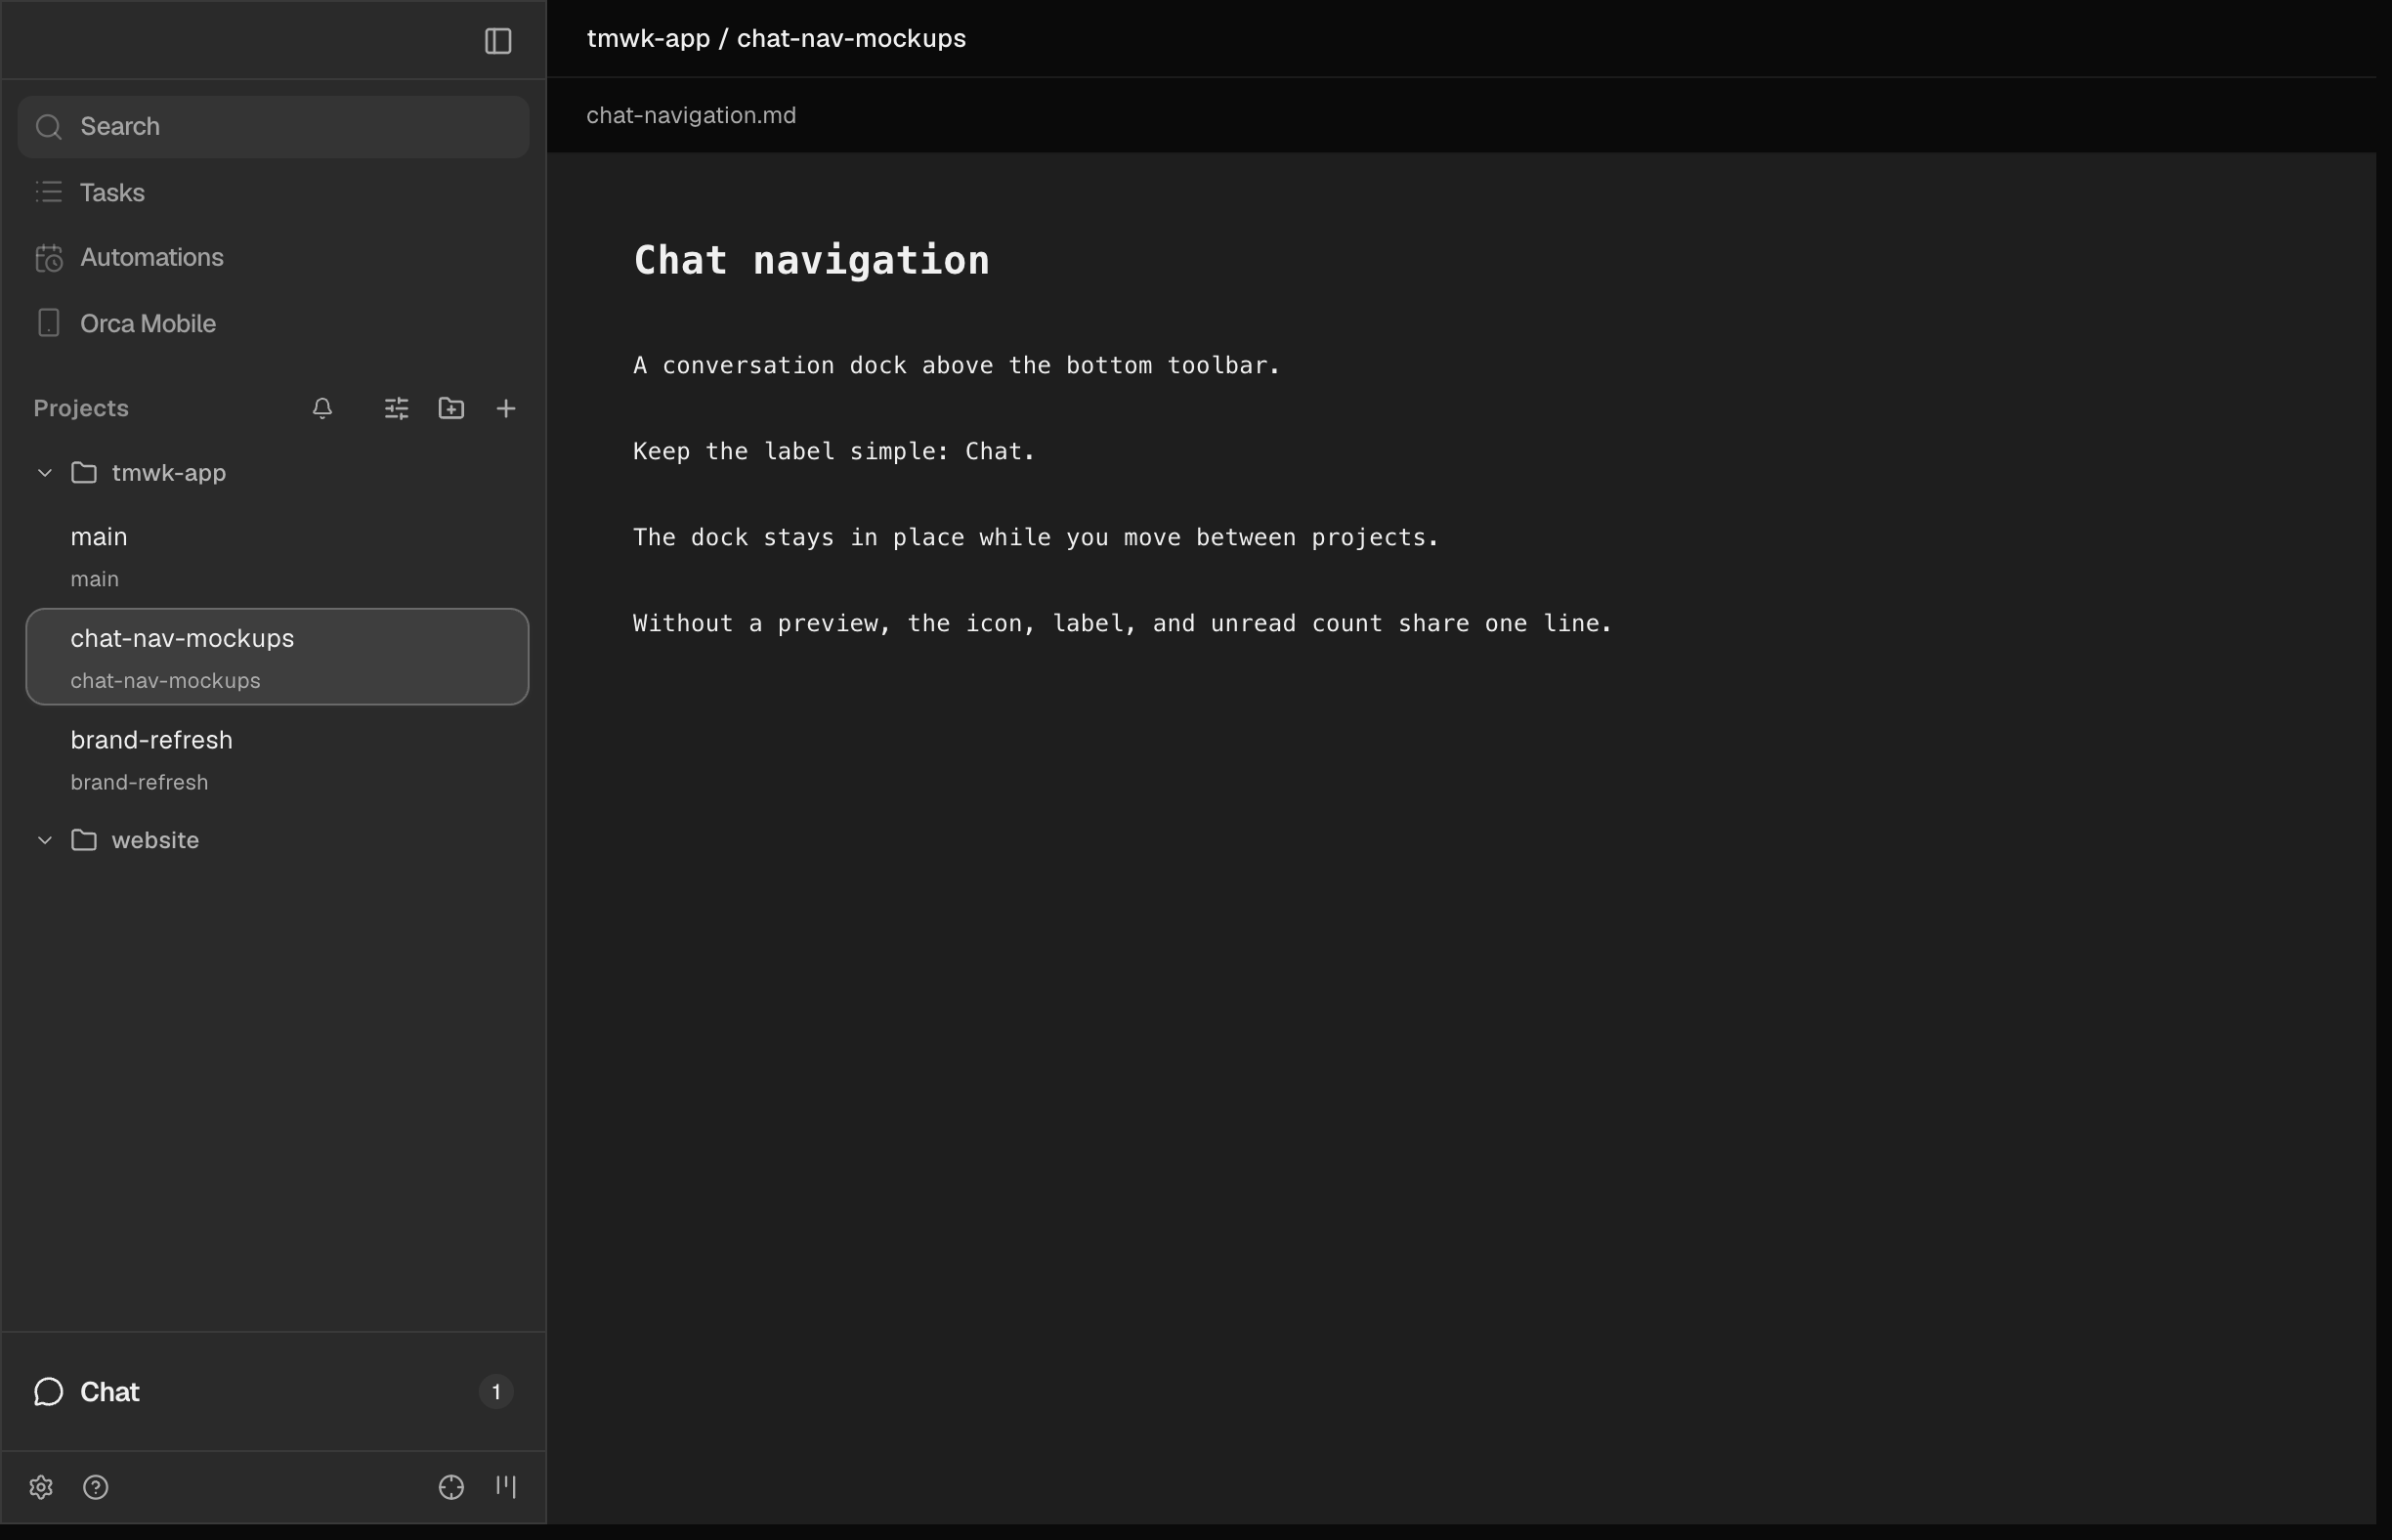 tmwk-app / chat-nav-mockups
chat-navigation.md
Search
Tasks
Automations
Orca Mobile
Projects
tmwk-app
main
main
chat-nav-mockups
chat-nav-mockups
brand-refresh
brand-refresh
website
Chat
1
Chat navigation
A conversation dock above the bottom toolbar.
Keep the label simple: Chat.
The dock stays in place while you move between projects.
Without a preview, the icon, label, and unread count share one line.